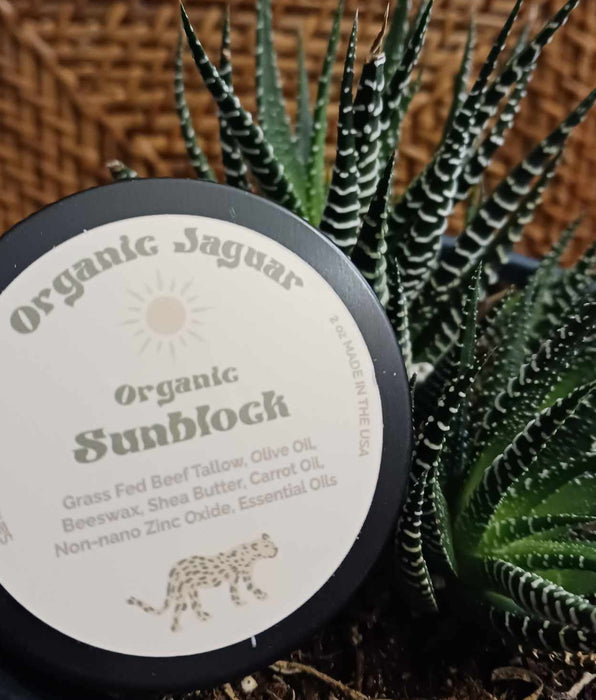 Organic Jaguar
Organic
Sunblock
Grass Fed Beef Tallow, Olive Oil,
Beeswax, Shea Butter, Carrot Oil,
Non-nano Zinc Oxide, Essential Oils
2 oz MADE IN THE USA